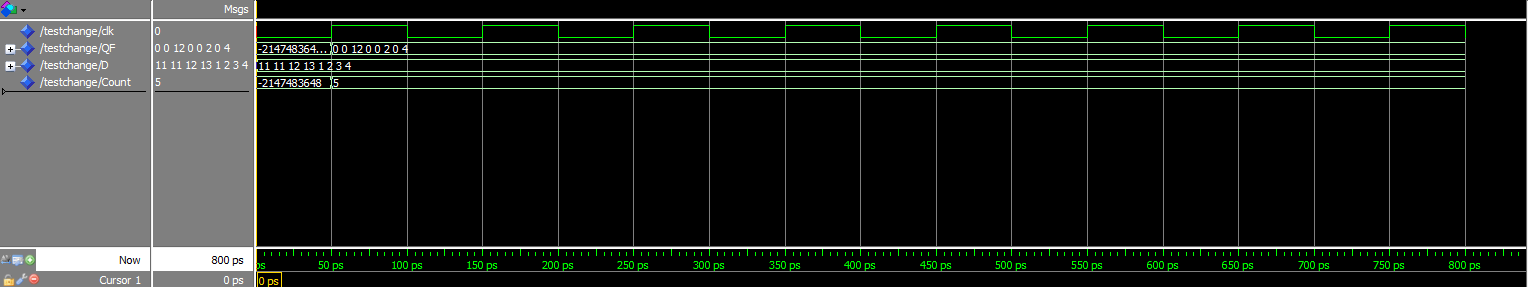 Msgs
/testchange/clk 0
/testchange/QF 0 0 12 0 0 2 0 4 -214748364... 0 0 12 0 0 2 0 4
/testchange/D 11 11 12 13 1 2 3 4 11 11 12 13 1 2 3 4
/testchange/Count 5 -2147483648 5
Now 800 ps ps 50 ps 100 ps 150 ps 200 ps 250 ps 300 ps 350 ps 400 ps 450 ps 500 ps 550 ps 600 ps 650 ps 700 ps 750 ps 800 ps
Cursor 1 0 ps 0 ps